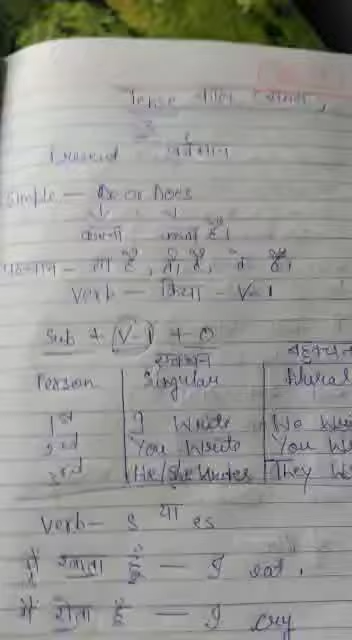 Tense काल समय,
Present वर्तमान
Simple - Do or Does
करता है।
पहचान - ता है, ती है, ते हैं।
Verb - क्रिया - V-1
Sub + (V-1) + O
एकवचन बहुवचन
Person Singular Plural
1st I Write We Wri
2nd You Write You W
3rd He/She Writes They W
Verb - s या es
मैं खाता हूँ - I eat.
मैं रोता हूँ - I cry